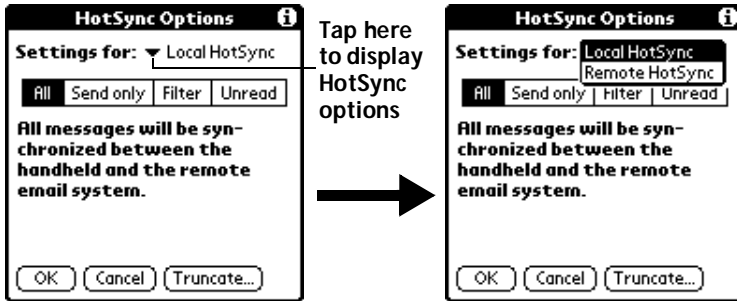 HotSync Options
Settings for: Local HotSync
All Send only Filter Unread
All messages will be syn-
chronized between the
handheld and the remote
email system.
OK Cancel Truncate...
Tap here
to display
HotSync
options
HotSync Options
Settings for: Local HotSync
Remote HotSync
All Send only Filter Unread
All messages will be syn-
chronized between the
handheld and the remote
email system.
OK Cancel Truncate...